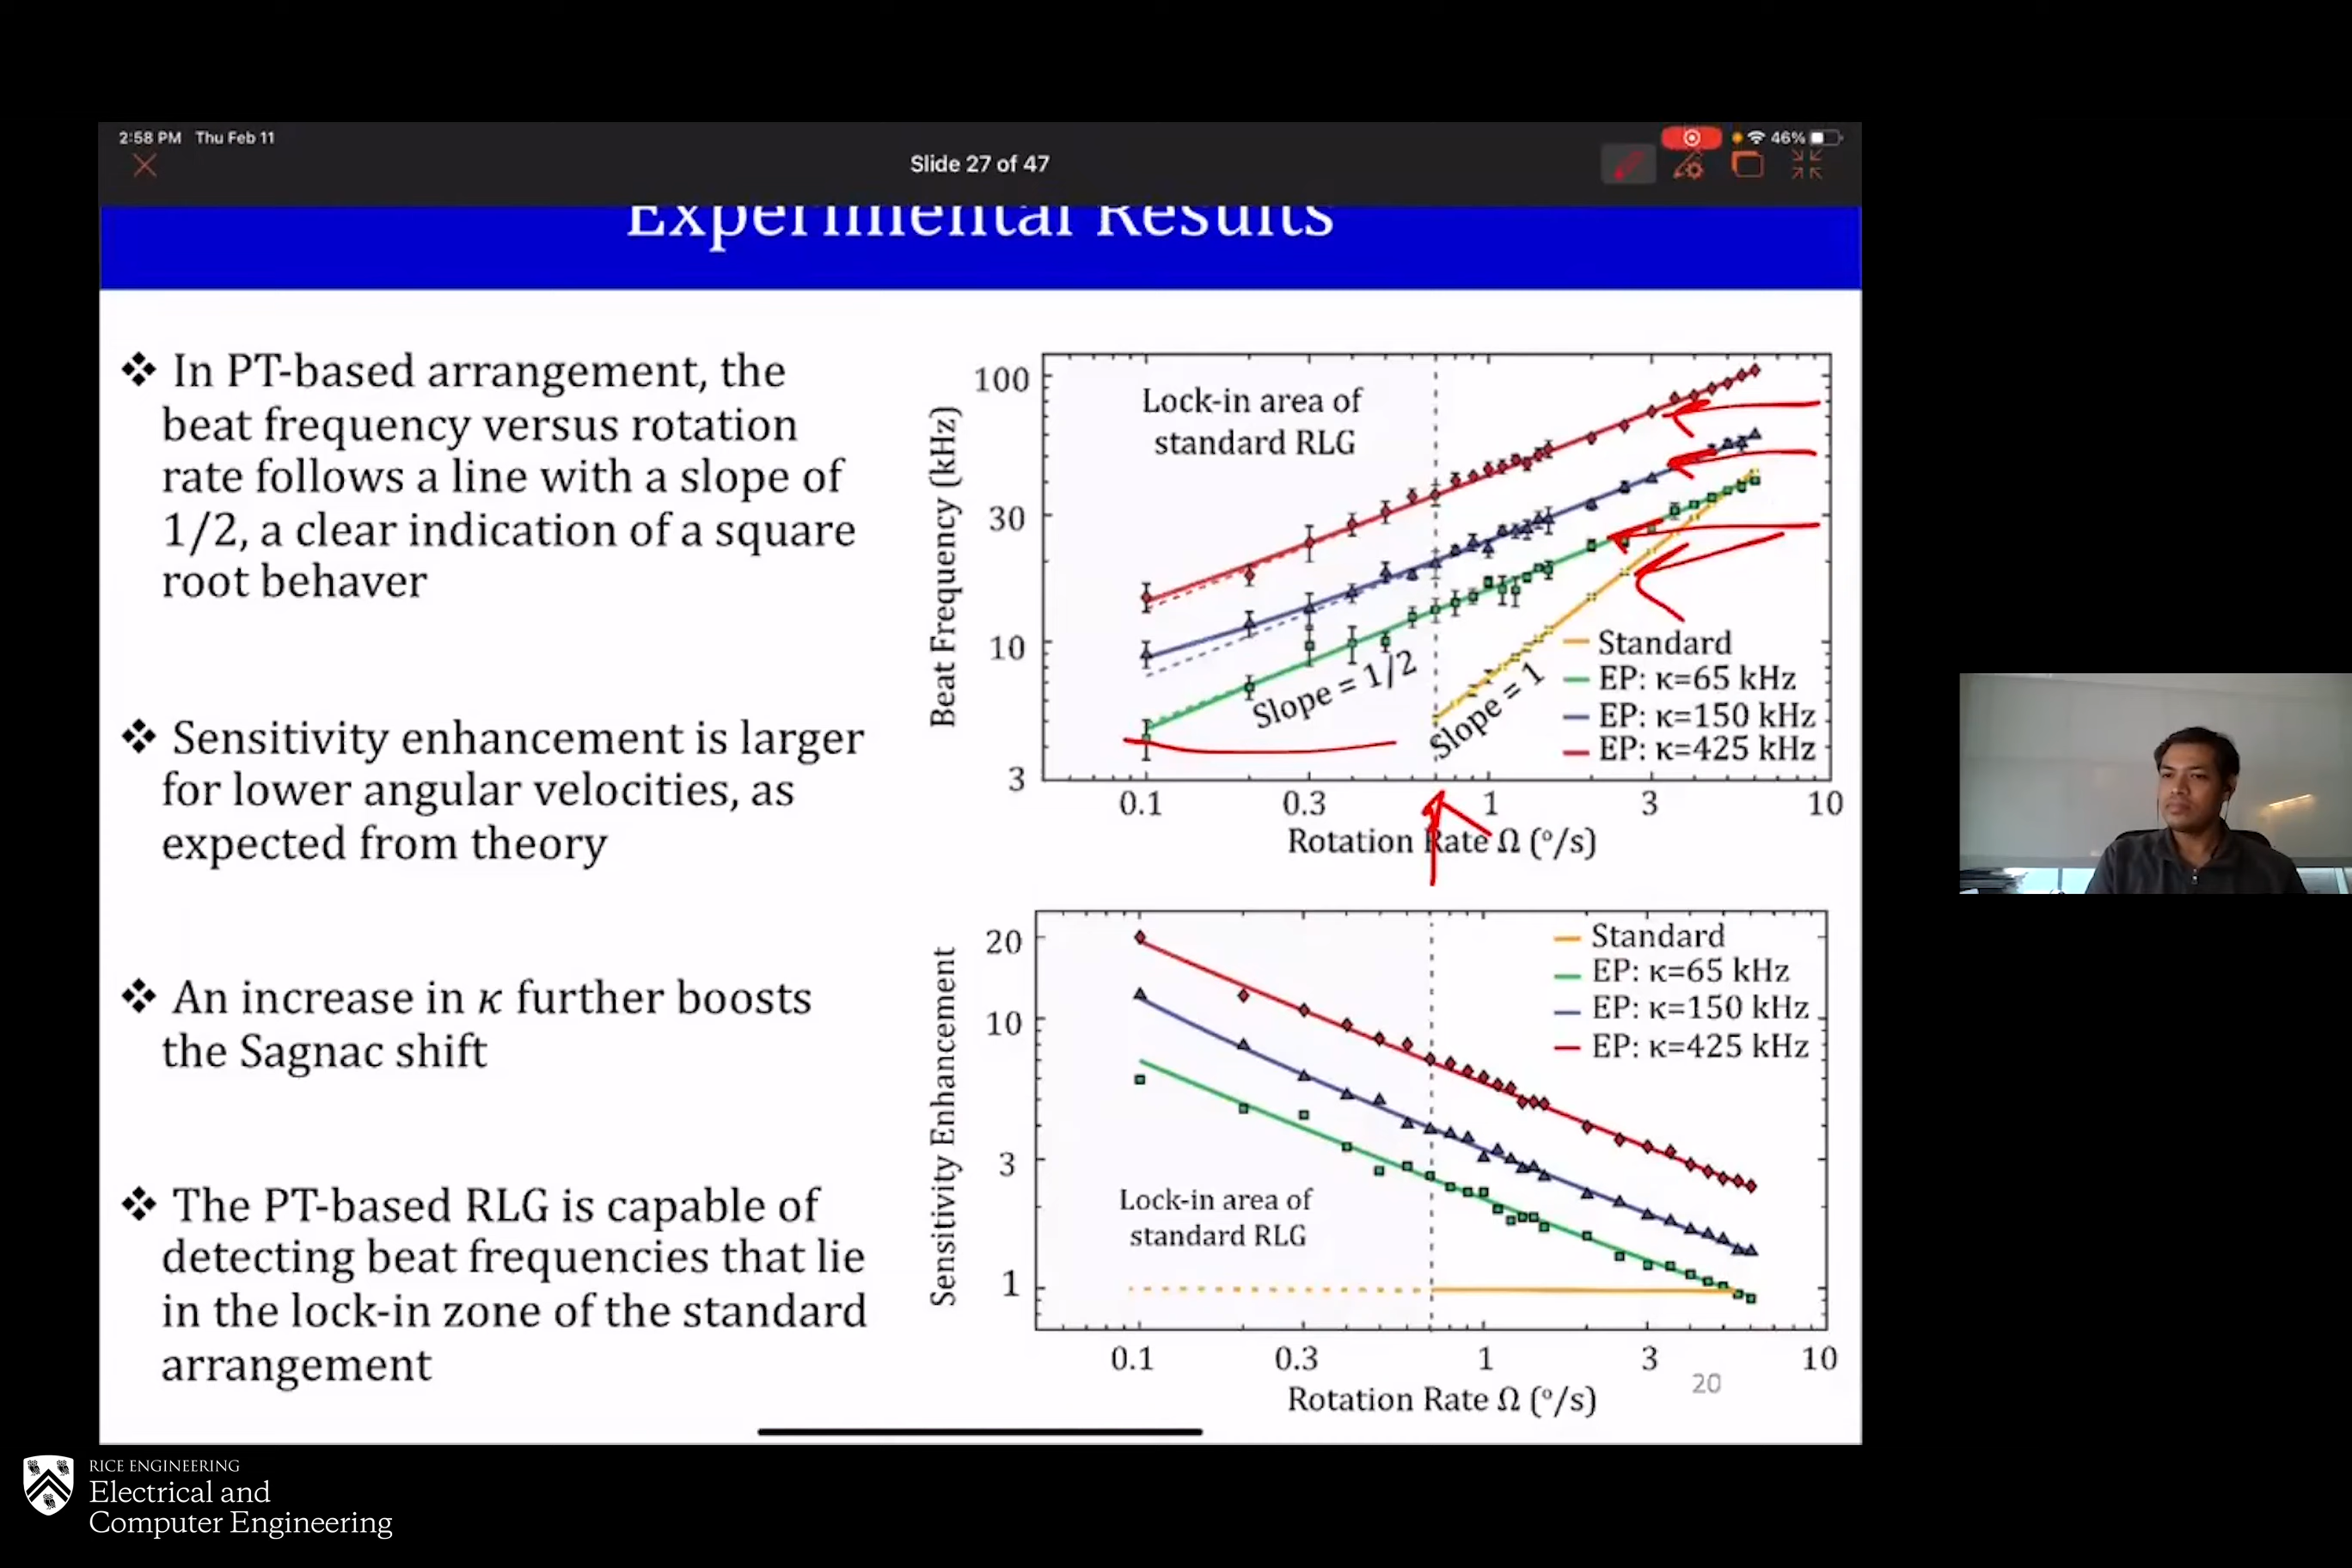 2:58 PM Thu Feb 11
46%
Slide 27 of 47
Experimental Results
❖ In PT-based arrangement, the
beat frequency versus rotation
rate follows a line with a slope of
1/2, a clear indication of a square
root behaver
❖ Sensitivity enhancement is larger
for lower angular velocities, as
expected from theory
❖ An increase in κ further boosts
the Sagnac shift
❖ The PT-based RLG is capable of
detecting beat frequencies that lie
in the lock-in zone of the standard
arrangement
Beat Frequency (kHz)
100
30
10
3
Lock-in area of
standard RLG
Slope = 1/2
Slope = 1
Standard
EP: κ=65 kHz
EP: κ=150 kHz
EP: κ=425 kHz
0.1 0.3 1 3 10
Rotation Rate Ω (°/s)
Sensitivity Enhancement
20
10
3
1
Standard
EP: κ=65 kHz
EP: κ=150 kHz
EP: κ=425 kHz
Lock-in area of
standard RLG
0.1 0.3 1 3 10
Rotation Rate Ω (°/s)
20
RICE ENGINEERING
Electrical and
Computer Engineering